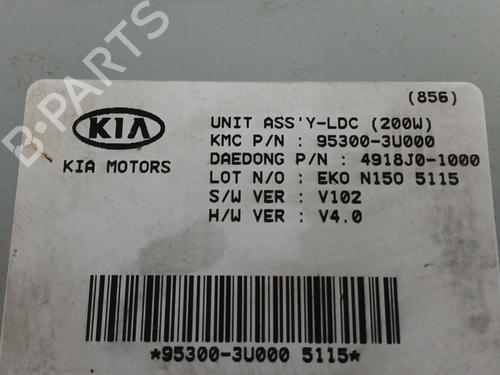 B-PARTS
(856)
KIA
KIA MOTORS
UNIT ASS'Y-LDC (200W)
KMC P/N : 95300-3U000
DAEDONG P/N : 4918J0-1000
LOT N/O : EKO N150 5115
S/W VER : V102
H/W VER : V4.0
*95300-3U000 5115*